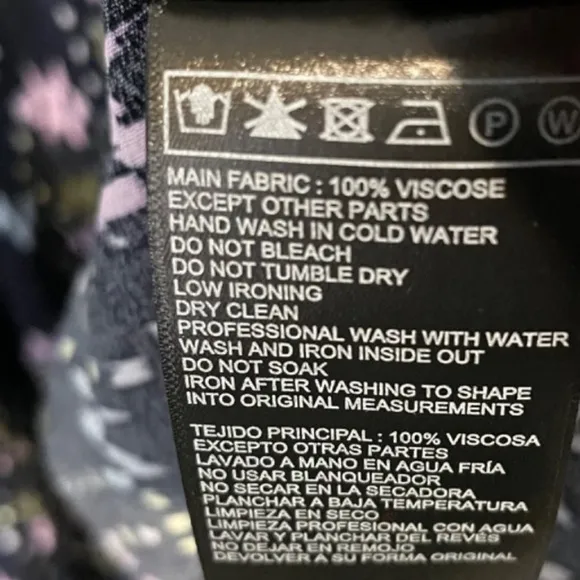 P W
MAIN FABRIC : 100% VISCOSE
EXCEPT OTHER PARTS
HAND WASH IN COLD WATER
DO NOT BLEACH
DO NOT TUMBLE DRY
LOW IRONING
DRY CLEAN
PROFESSIONAL WASH WITH WATER
WASH AND IRON INSIDE OUT
DO NOT SOAK
IRON AFTER WASHING TO SHAPE
INTO ORIGINAL MEASUREMENTS
TEJIDO PRINCIPAL : 100% VISCOSA
EXCEPTO OTRAS PARTES
LAVADO A MANO EN AGUA FRÍA
NO USAR BLANQUEADOR
NO SECAR EN LA SECADORA
PLANCHAR A BAJA TEMPERATURA
LIMPIEZA EN SECO
LIMPIEZA PROFESIONAL CON AGUA
LAVAR Y PLANCHAR DEL REVÉS
NO DEJAR EN REMOJO
DEVOLVER A SU FORMA ORIGINAL